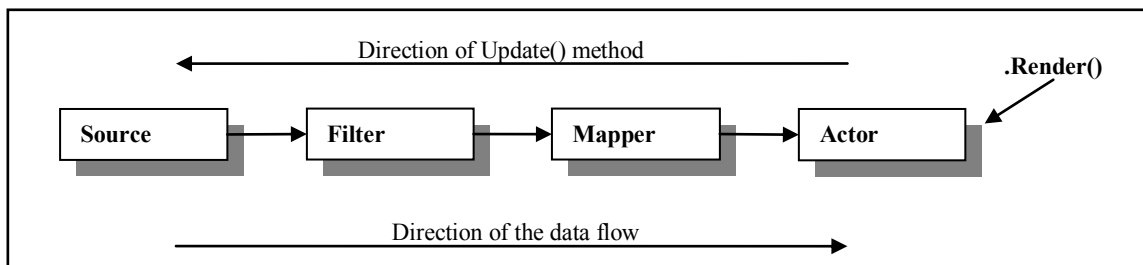 Direction of Update() method
.Render()
Source
Filter
Mapper
Actor
Direction of the data flow